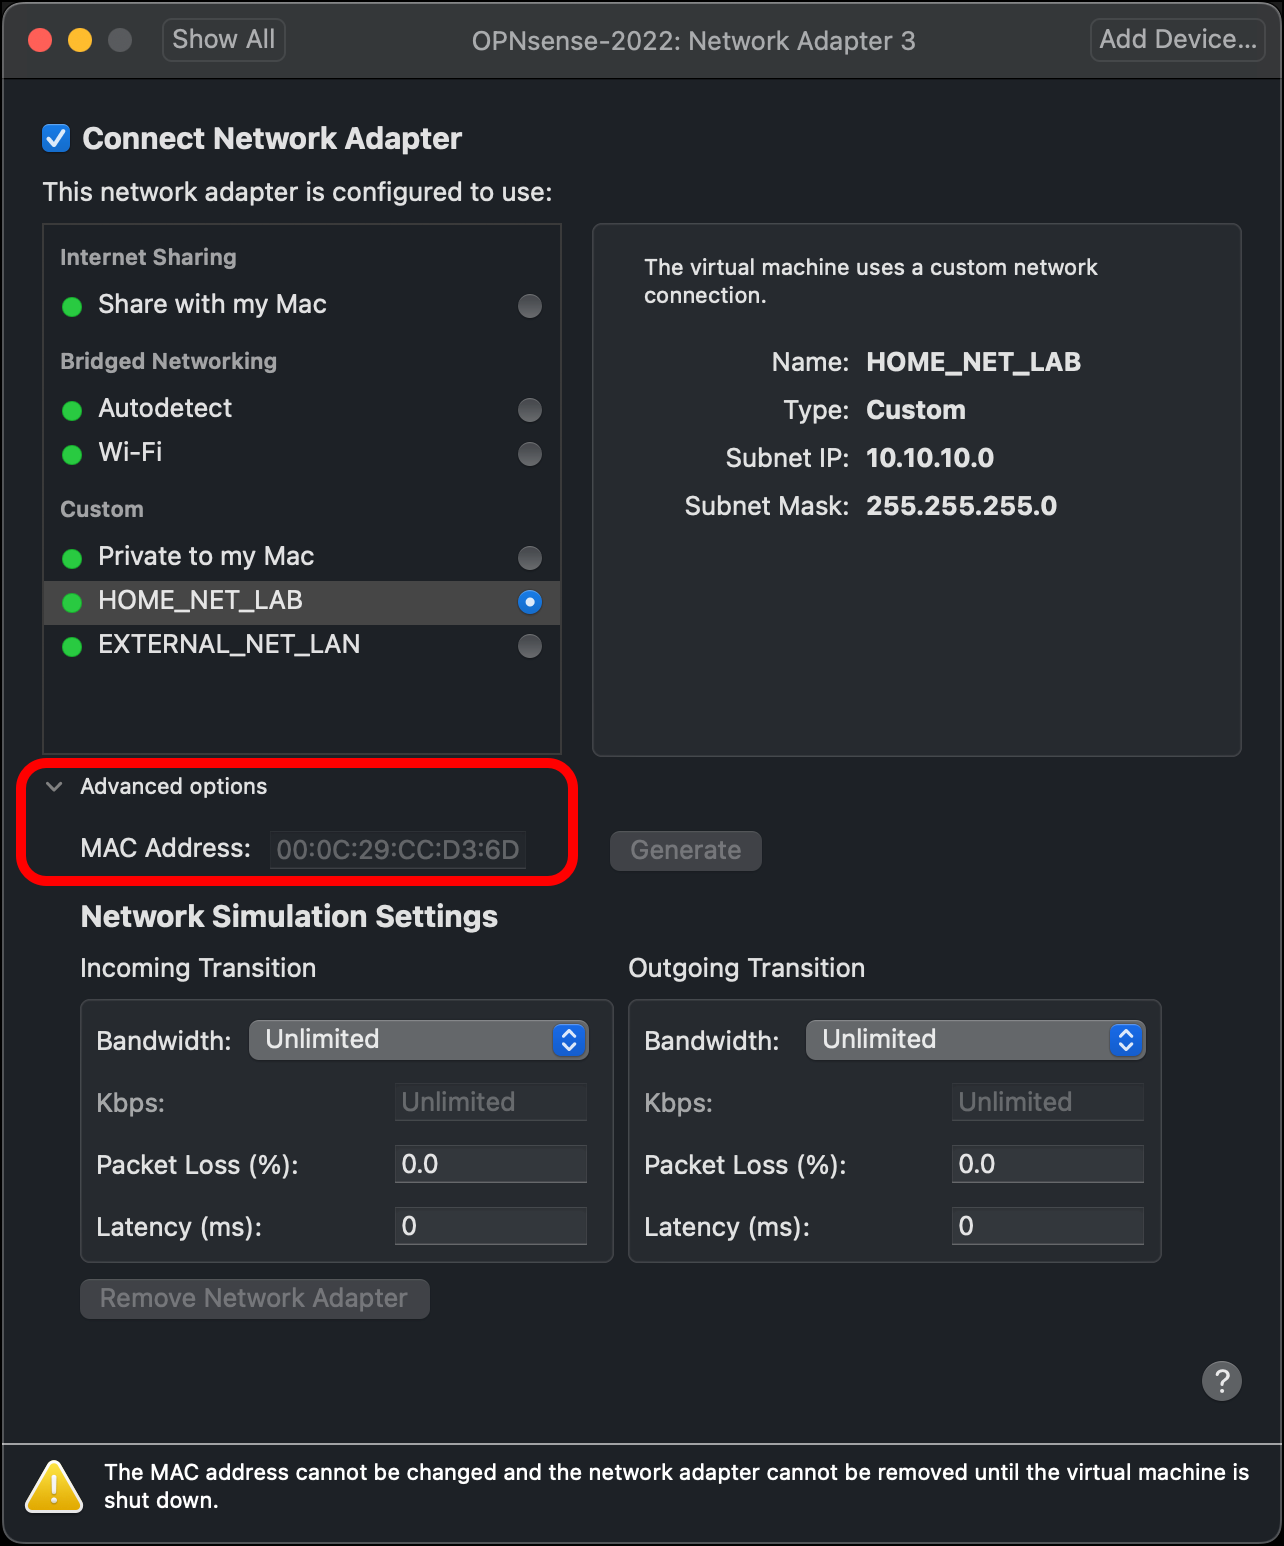 Show All
OPNsense-2022: Network Adapter 3
Add Device...
Connect Network Adapter
This network adapter is configured to use:
Internet Sharing
Share with my Mac
Bridged Networking
Autodetect
Wi-Fi
Custom
Private to my Mac
HOME_NET_LAB
EXTERNAL_NET_LAN
The virtual machine uses a custom network
connection.
Name: HOME_NET_LAB
Type: Custom
Subnet IP: 10.10.10.0
Subnet Mask: 255.255.255.0
Advanced options
MAC Address: 00:0C:29:CC:D3:6D
Generate
Network Simulation Settings
Incoming Transition
Bandwidth: Unlimited
Kbps: Unlimited
Packet Loss (%): 0.0
Latency (ms): 0
Outgoing Transition
Bandwidth: Unlimited
Kbps: Unlimited
Packet Loss (%): 0.0
Latency (ms): 0
Remove Network Adapter
?
The MAC address cannot be changed and the network adapter cannot be removed until the virtual machine is
shut down.